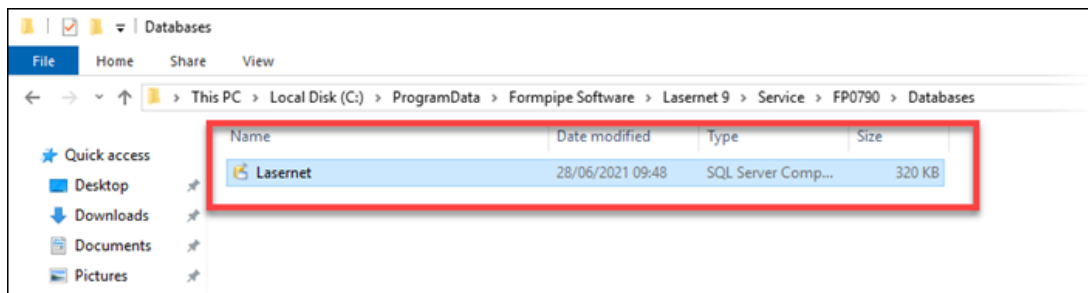 Databases
File Home Share View
This PC > Local Disk (C:) > ProgramData > Formpipe Software > Lasernet 9 > Service > FP0790 > Databases
Name Date modified Type Size
Quick access
Lasernet 28/06/2021 09:48 SQL Server Comp... 320 KB
Desktop
Downloads
Documents
Pictures